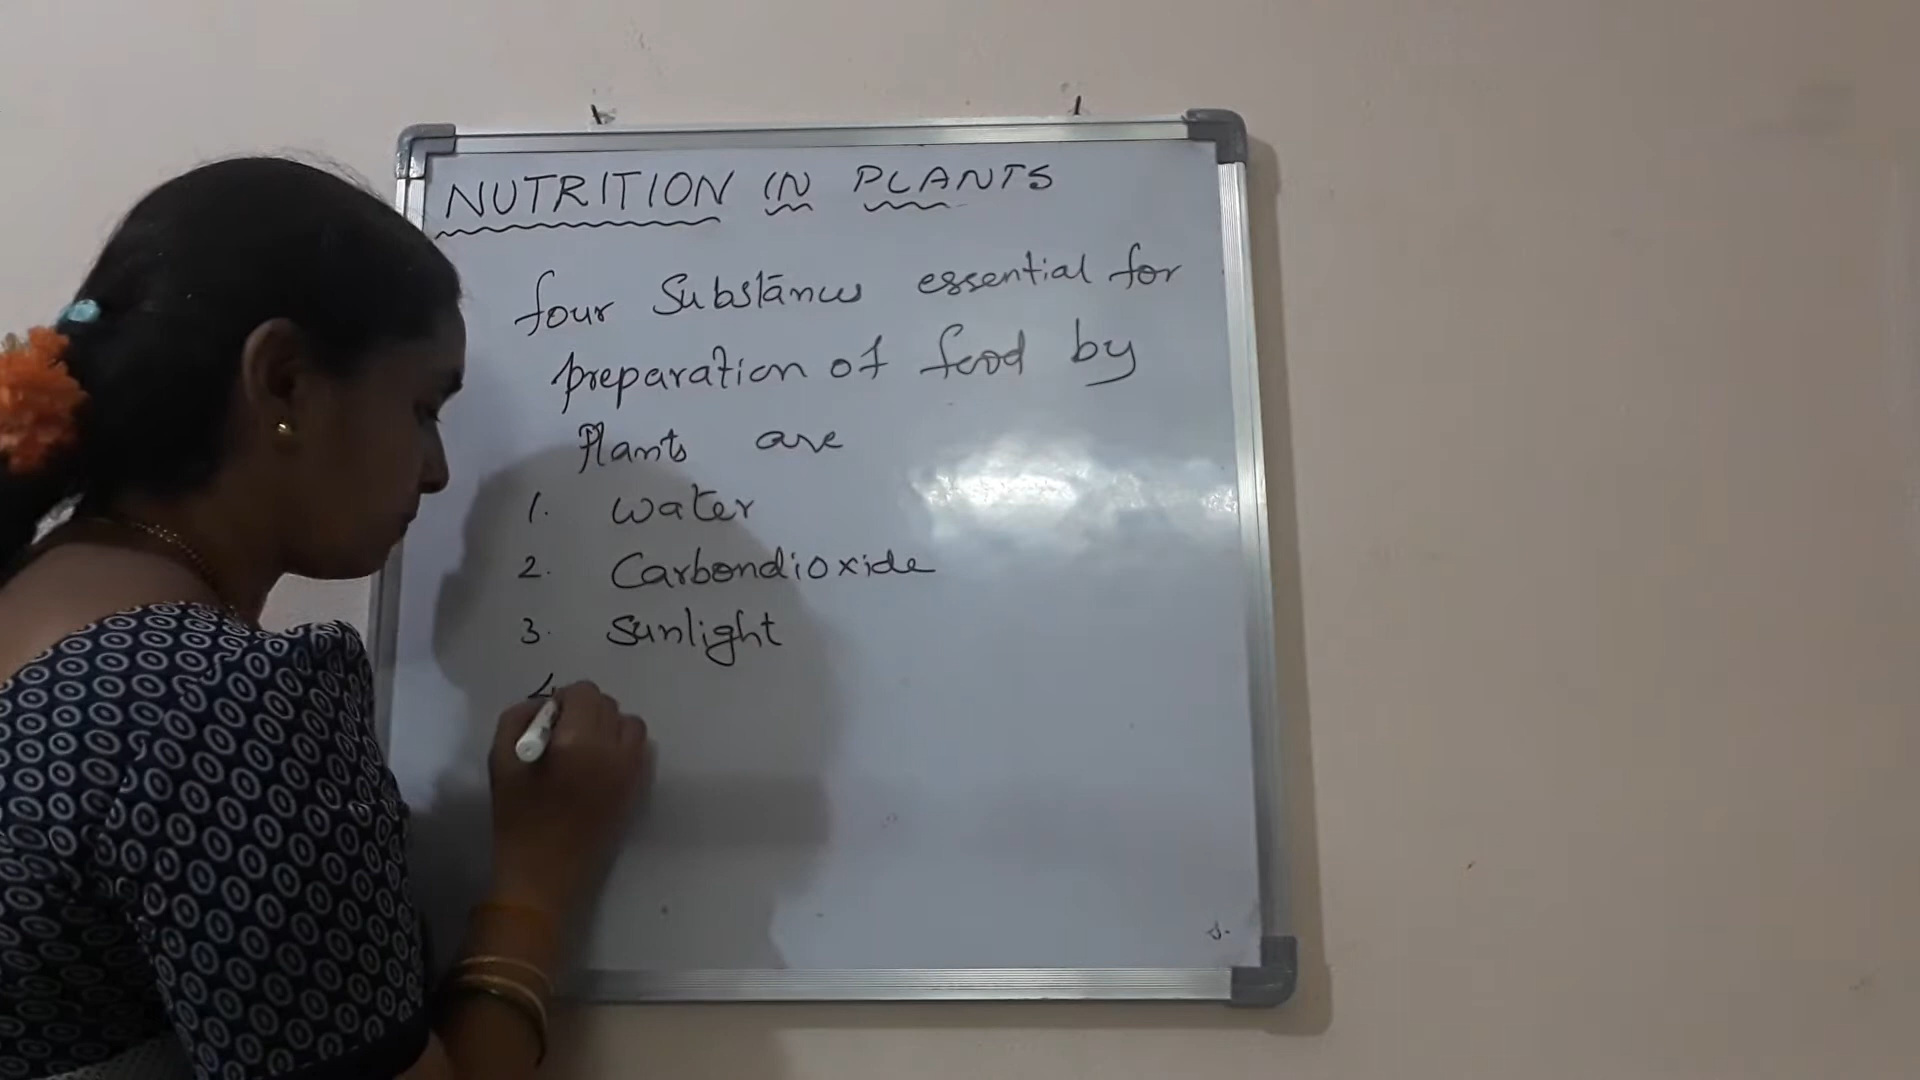 NUTRITION IN PLANTS
four Substances essential for
preparation of food by
Plants are
1. water
2. Carbondioxide
3. Sunlight
4
s.